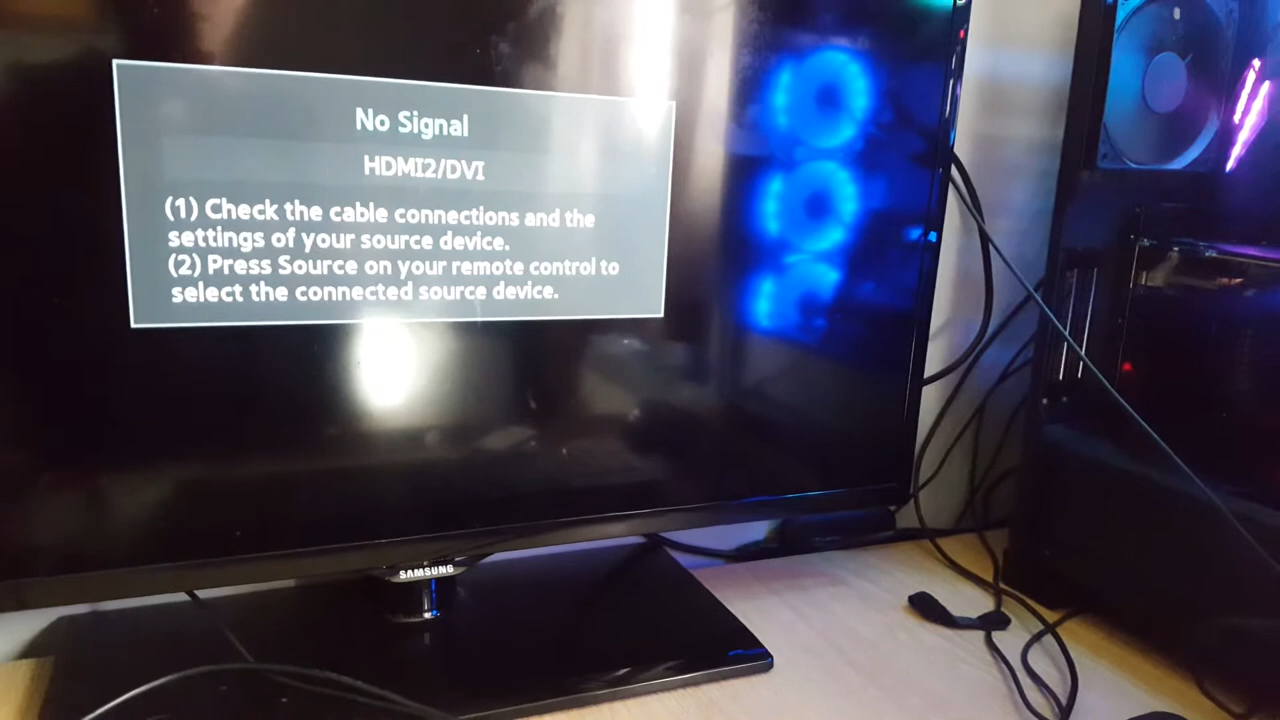 No Signal
HDMI2/DVI
(1) Check the cable connections and the
settings of your source device.
(2) Press Source on your remote control to
select the connected source device.
SAMSUNG